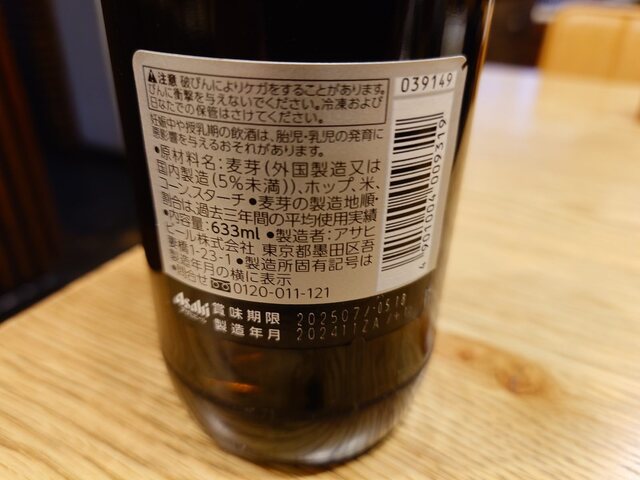 ⚠注意 破びんによりケガをすることがあります。
びんに衝撃を与えないでください。冷凍および
日なたでの保管はさけてください。
妊娠中や授乳期の飲酒は、胎児・乳児の発育に
悪影響を与えるおそれがあります。
●原材料名：麦芽(外国製造又は
国内製造(5%未満))、ホップ、米、
コーンスターチ ●麦芽の製造地順・
割合は、過去三年間の平均使用実績
●内容量：633ml ●製造者：アサヒ
ビール株式会社 東京都墨田区吾
妻橋1-23-1 ●製造所固有記号は
製造年月の横に表示
●問合せ 0120-011-121
039149
4901004009319
Asahi
賞味期限 202507/-0518
製造年月 202411ZA